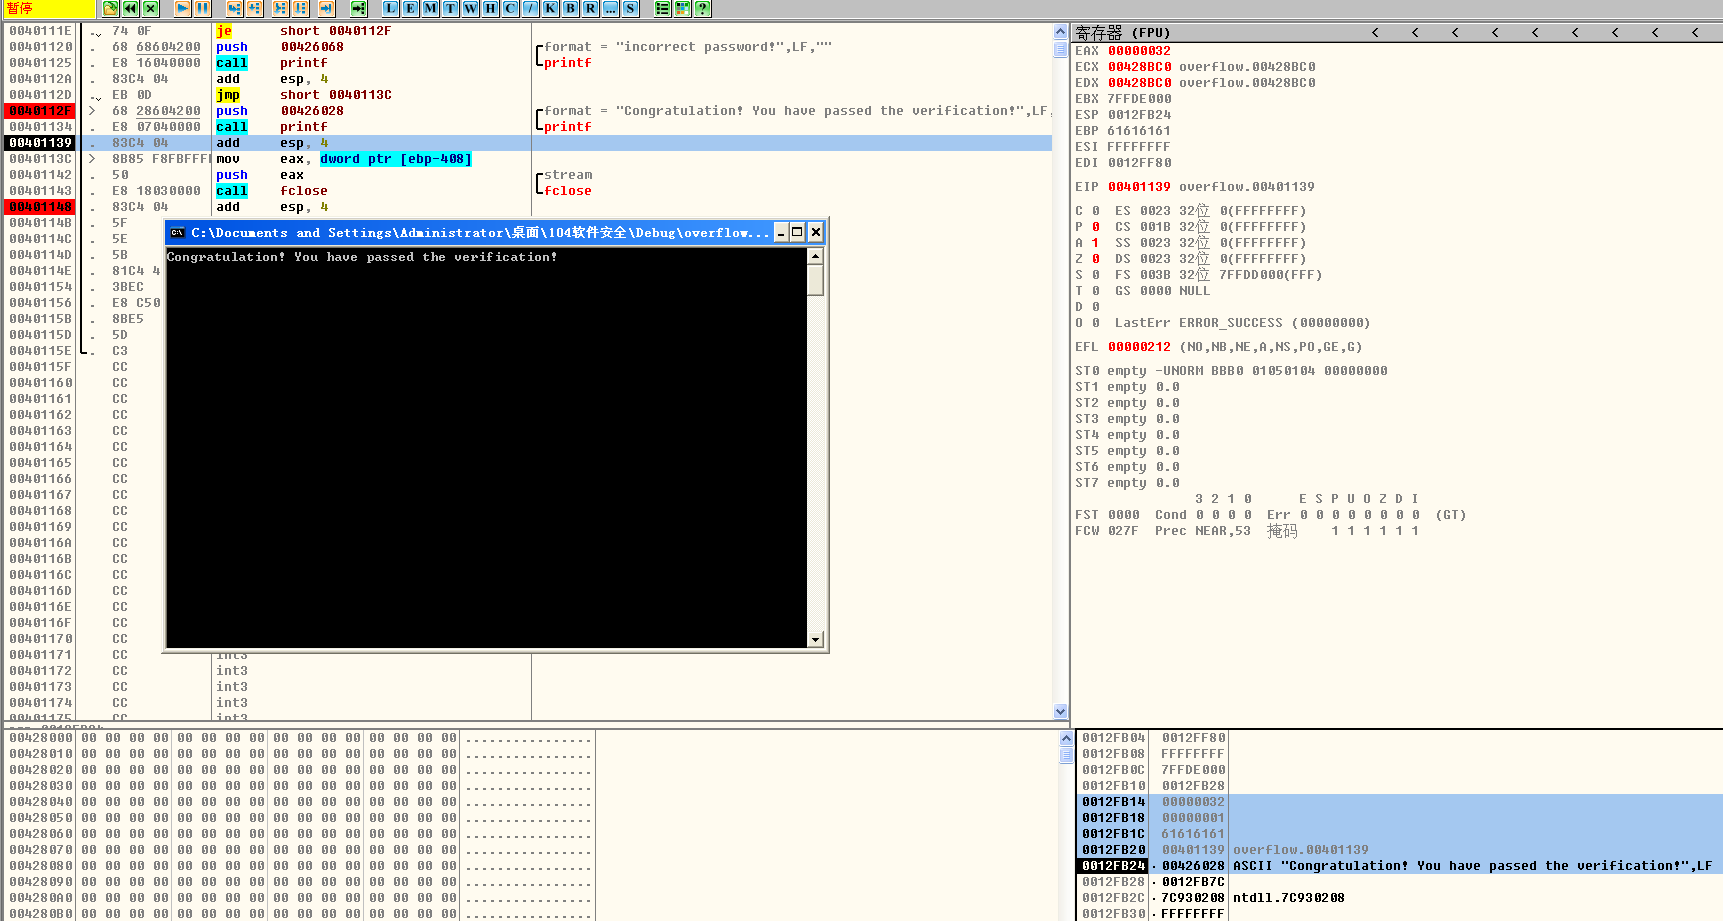 暂停 L E M T W H C / K B R ... S ?
0040111E . 74 0F je short 0040112F
00401120 . 68 68604200 push 00426068 format = "incorrect password!",LF,""
00401125 . E8 16040000 call printf printf
0040112A . 83C4 04 add esp, 4
0040112D . EB 0D jmp short 0040113C
0040112F > 68 28604200 push 00426028 format = "Congratulation! You have passed the verification!",LF,
00401134 . E8 07040000 call printf printf
00401139 . 83C4 04 add esp, 4
0040113C > 8B85 F8FBFFF mov eax, dword ptr [ebp-408]
00401142 . 50 push eax stream
00401143 . E8 18030000 call fclose fclose
00401148 . 83C4 04 add esp, 4
0040114B . 5F
0040114C . 5E
0040114D . 5B
0040114E . 81C4 4
00401154 . 3BEC
00401156 . E8 C50
0040115B . 8BE5
0040115D . 5D
0040115E . C3
0040115F CC
00401160 CC
00401161 CC
00401162 CC
00401163 CC
00401164 CC
00401165 CC
00401166 CC
00401167 CC
00401168 CC
00401169 CC
0040116A CC
0040116B CC
0040116C CC
0040116D CC
0040116E CC
0040116F CC
00401170 CC
00401171 CC int3
00401172 CC int3
00401173 CC int3
00401174 CC int3
00401175 CC int3
C:\Documents and Settings\Administrator\桌面\104软件安全\Debug\overflow...
Congratulation! You have passed the verification!
寄存器 (FPU) < < < < < < < < <
EAX 00000032
ECX 00428BC0 overflow.00428BC0
EDX 00428BC0 overflow.00428BC0
EBX 7FFDE000
ESP 0012FB24
EBP 61616161
ESI FFFFFFFF
EDI 0012FF80
EIP 00401139 overflow.00401139
C 0 ES 0023 32位 0(FFFFFFFF)
P 0 CS 001B 32位 0(FFFFFFFF)
A 1 SS 0023 32位 0(FFFFFFFF)
Z 0 DS 0023 32位 0(FFFFFFFF)
S 0 FS 003B 32位 7FFDD000(FFF)
T 0 GS 0000 NULL
D 0
O 0 LastErr ERROR_SUCCESS (00000000)
EFL 00000212 (NO,NB,NE,A,NS,PO,GE,G)
ST0 empty -UNORM BBB0 01050104 00000000
ST1 empty 0.0
ST2 empty 0.0
ST3 empty 0.0
ST4 empty 0.0
ST5 empty 0.0
ST6 empty 0.0
ST7 empty 0.0
3 2 1 0 E S P U O Z D I
FST 0000 Cond 0 0 0 0 Err 0 0 0 0 0 0 0 0 (GT)
FCW 027F Prec NEAR,53 掩码 1 1 1 1 1 1
00428000 00 00 00 00 00 00 00 00 00 00 00 00 00 00 00 00 ................
00428010 00 00 00 00 00 00 00 00 00 00 00 00 00 00 00 00 ................
00428020 00 00 00 00 00 00 00 00 00 00 00 00 00 00 00 00 ................
00428030 00 00 00 00 00 00 00 00 00 00 00 00 00 00 00 00 ................
00428040 00 00 00 00 00 00 00 00 00 00 00 00 00 00 00 00 ................
00428050 00 00 00 00 00 00 00 00 00 00 00 00 00 00 00 00 ................
00428060 00 00 00 00 00 00 00 00 00 00 00 00 00 00 00 00 ................
00428070 00 00 00 00 00 00 00 00 00 00 00 00 00 00 00 00 ................
00428080 00 00 00 00 00 00 00 00 00 00 00 00 00 00 00 00 ................
00428090 00 00 00 00 00 00 00 00 00 00 00 00 00 00 00 00 ................
004280A0 00 00 00 00 00 00 00 00 00 00 00 00 00 00 00 00 ................
004280B0 00 00 00 00 00 00 00 00 00 00 00 00 00 00 00 00 ................
0012FB04 0012FF80
0012FB08 FFFFFFFF
0012FB0C 7FFDE000
0012FB10 0012FB28
0012FB14 00000032
0012FB18 00000001
0012FB1C 61616161
0012FB20 00401139 overflow.00401139
0012FB24 . 00426028 ASCII "Congratulation! You have passed the verification!",LF
0012FB28 . 0012FB7C
0012FB2C . 7C930208 ntdll.7C930208
0012FB30 . FFFFFFFF